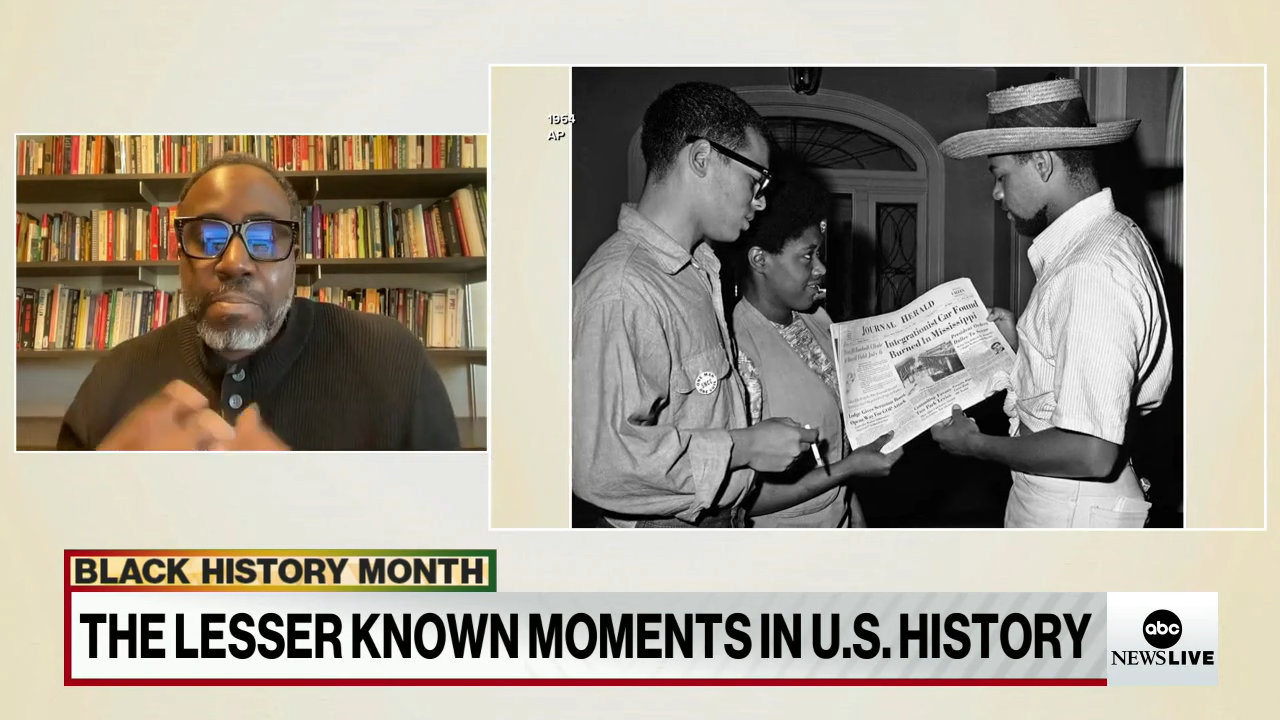 1964
AP
JOURNAL HERALD
Integrationist Car Found
Burned In Mississippi
BLACK HISTORY MONTH
THE LESSER KNOWN MOMENTS IN U.S. HISTORY
abc
NEWSLIVE